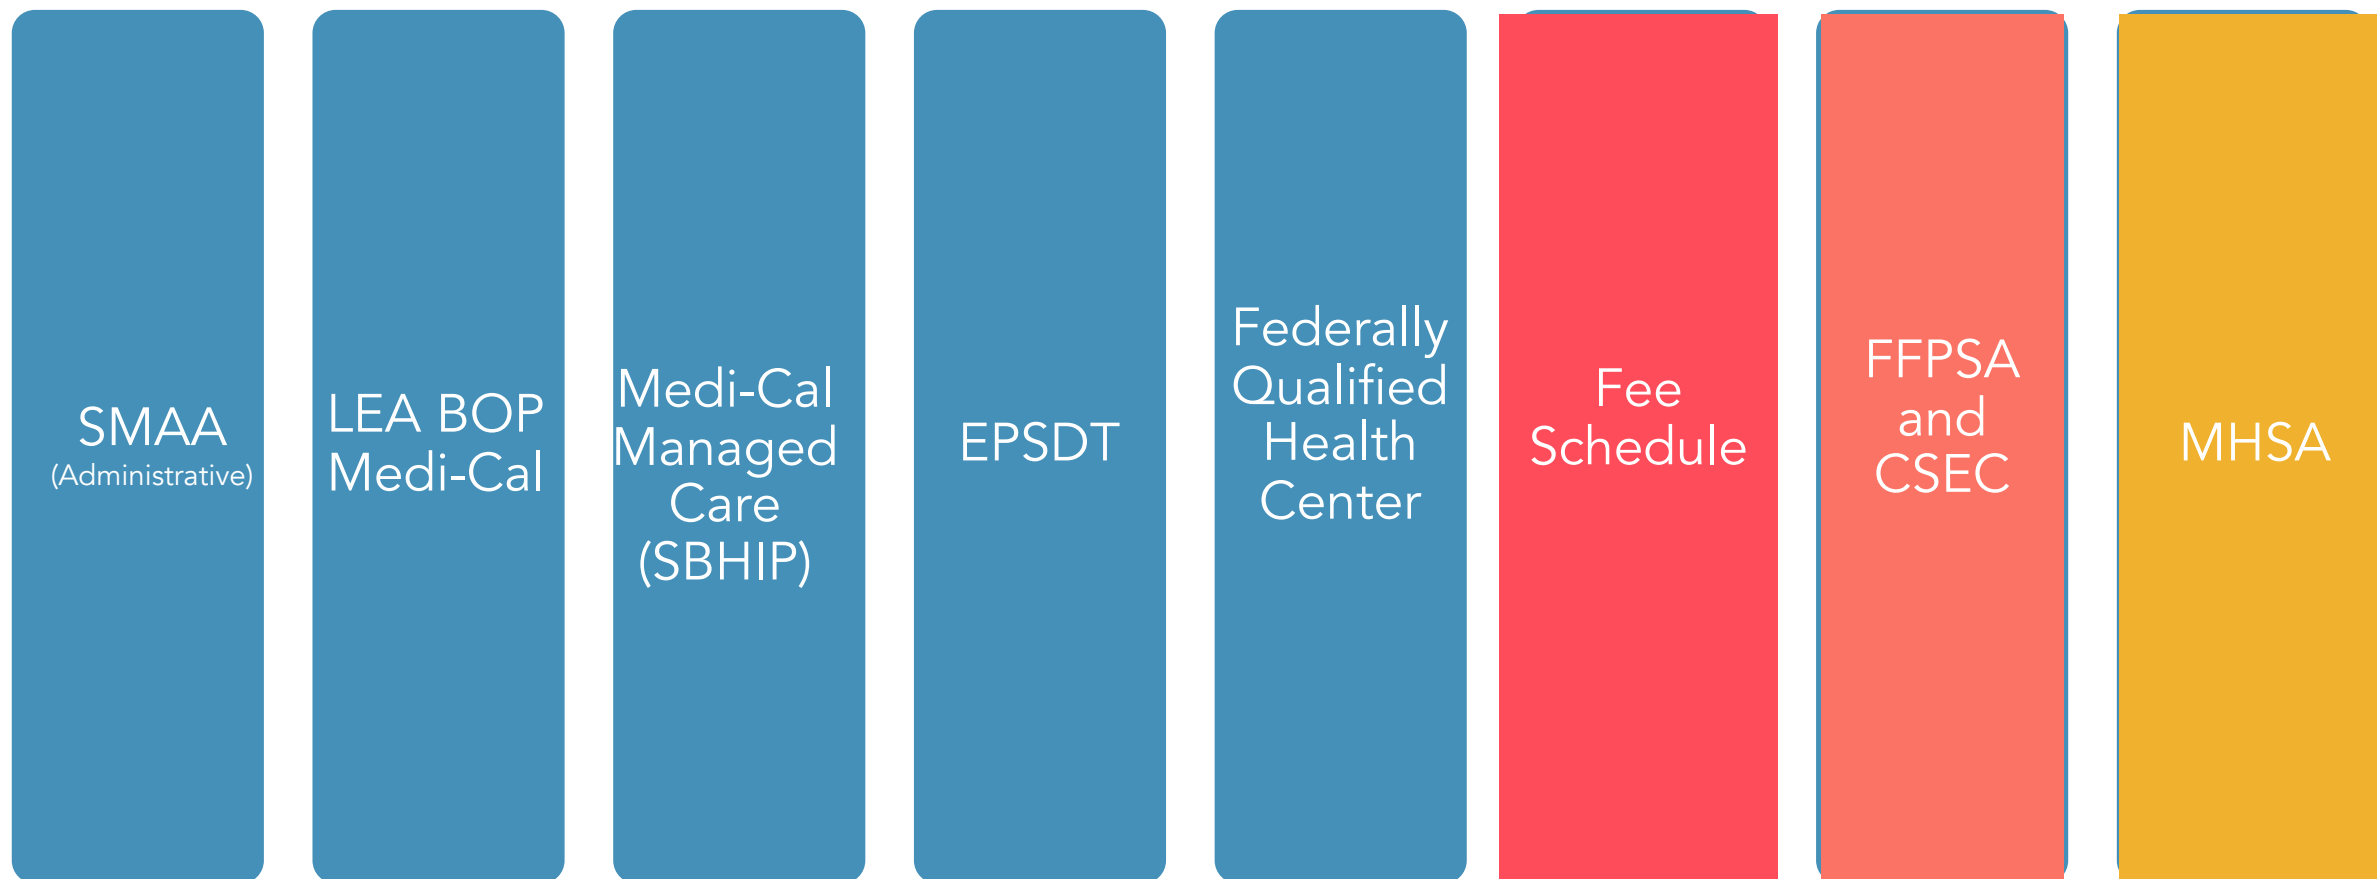 SMAA
(Administrative)
LEA BOP
Medi-Cal
Medi-Cal
Managed
Care
(SBHIP)
EPSDT
Federally
Qualified
Health
Center
Fee
Schedule
FFPSA
and
CSEC
MHSA